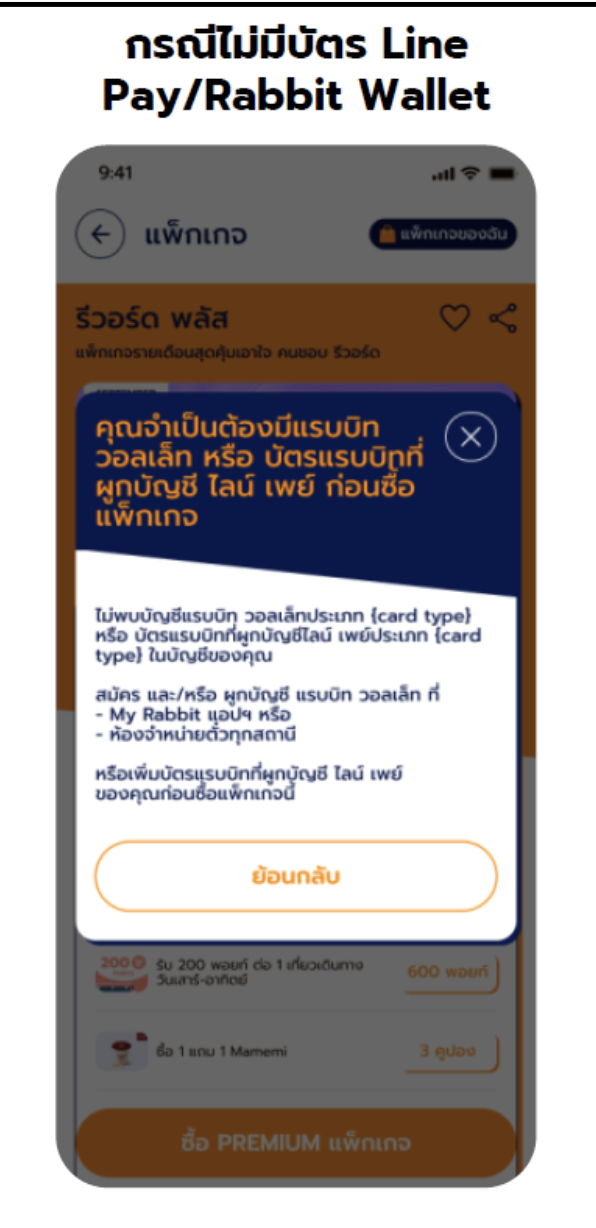 กรณีไม่มีบัตร Line
Pay/Rabbit Wallet
9:41
แพ็กเกจ
แพ็กเกจของฉัน
รีวอร์ด พลัส
แพ็กเกจรายเดือนสุดคุ้มเอาใจ คนชอบ รีวอร์ด
คุณจำเป็นต้องมีแรบบิท
วอลเล็ท หรือ บัตรแรบบิทที่
ผูกบัญชี ไลน์ เพย์ ก่อนซื้อ
แพ็กเกจ
ไม่พบบัญชีแรบบิท วอลเล็ทประเภท {card type}
หรือ บัตรแรบบิทที่ผูกบัญชีไลน์ เพย์ประเภท {card
type} ในบัญชีของคุณ
สมัคร และ/หรือ ผูกบัญชี แรบบิท วอลเล็ท ที่
- My Rabbit แอปฯ หรือ
- ห้องจำหน่ายตั๋วทุกสถานี
หรือเพิ่มบัตรแรบบิทที่ผูกบัญชี ไลน์ เพย์
ของคุณก่อนซื้อแพ็กเกจนี้
ย้อนกลับ
200
รับ 200 พอยท์ ต่อ 1 เที่ยวเดินทาง
วันเสาร์-อาทิตย์
600 พอยท์
ซื้อ 1 แถม 1 Mamemi
3 คูปอง
ซื้อ PREMIUM แพ็กเกจ